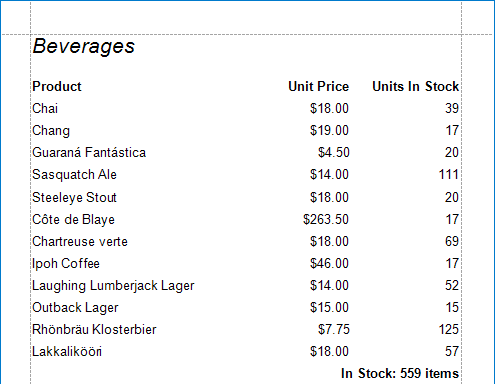 Beverages
Product Unit Price Units In Stock
Chai $18.00 39
Chang $19.00 17
Guaraná Fantástica $4.50 20
Sasquatch Ale $14.00 111
Steeleye Stout $18.00 20
Côte de Blaye $263.50 17
Chartreuse verte $18.00 69
Ipoh Coffee $46.00 17
Laughing Lumberjack Lager $14.00 52
Outback Lager $15.00 15
Rhönbräu Klosterbier $7.75 125
Lakkalikööri $18.00 57
In Stock: 559 items